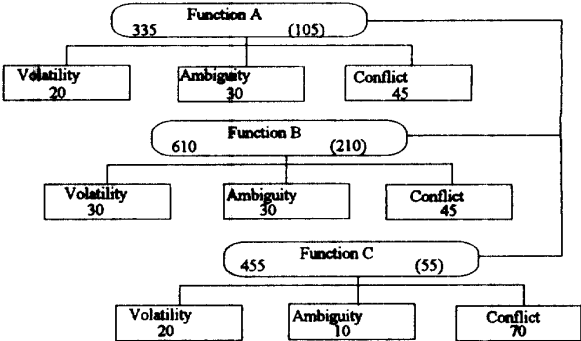 Function A
335 (105)
Volatility Ambiguity Conflict
20 30 45
Function B
610 (210)
Volatility Ambiguity Conflict
30 30 45
Function C
455 (55)
Volatility Ambiguity Conflict
20 10 70